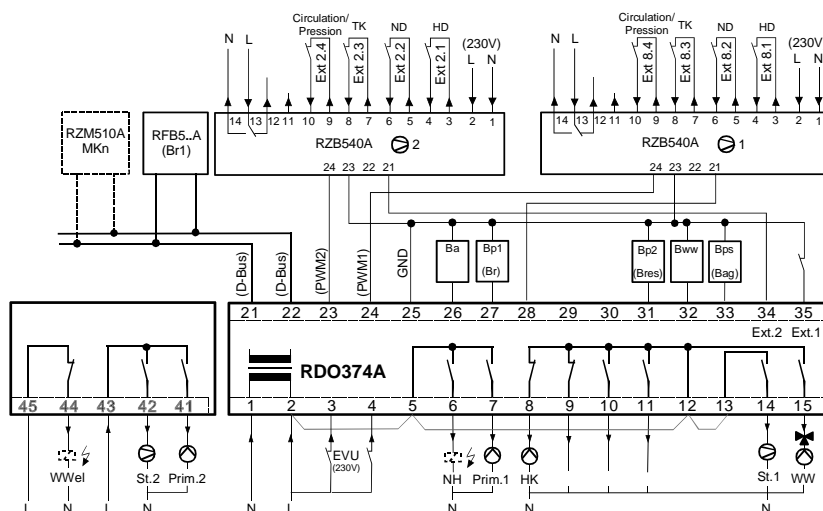 Circulation/
Pression
TK
ND
HD
(230V)
N
L
Ext 2.4
Ext 2.3
Ext 2.2
Ext 2.1
L
N
14
13
12
11
10
9
8
7
6
5
4
3
2
1
RZB540A
2
24
23
22
21
Circulation/
Pression
TK
ND
HD
(230V)
N
L
Ext 8.4
Ext 8.3
Ext 8.2
Ext 8.1
L
N
14
13
12
11
10
9
8
7
6
5
4
3
2
1
RZB540A
1
24
23
22
21
RZM510A
MKn
RFB5..A
(Br1)
(D-Bus)
(D-Bus)
(PWM2)
(PWM1)
GND
Ba
Bp1
(Br)
Bp2
(Bres)
Bww
Bps
(Bag)
21
22
23
24
25
26
27
28
29
30
31
32
33
34
35
Ext.2
Ext.1
RDO374A
45
44
43
42
41
1
2
3
4
5
6
7
8
9
10
11
12
13
14
15
WWel
St.2
Prim.2
EVU
(230V)
NH
Prim.1
HK
St.1
WW
L
N
L
N
N
L
N
N
N